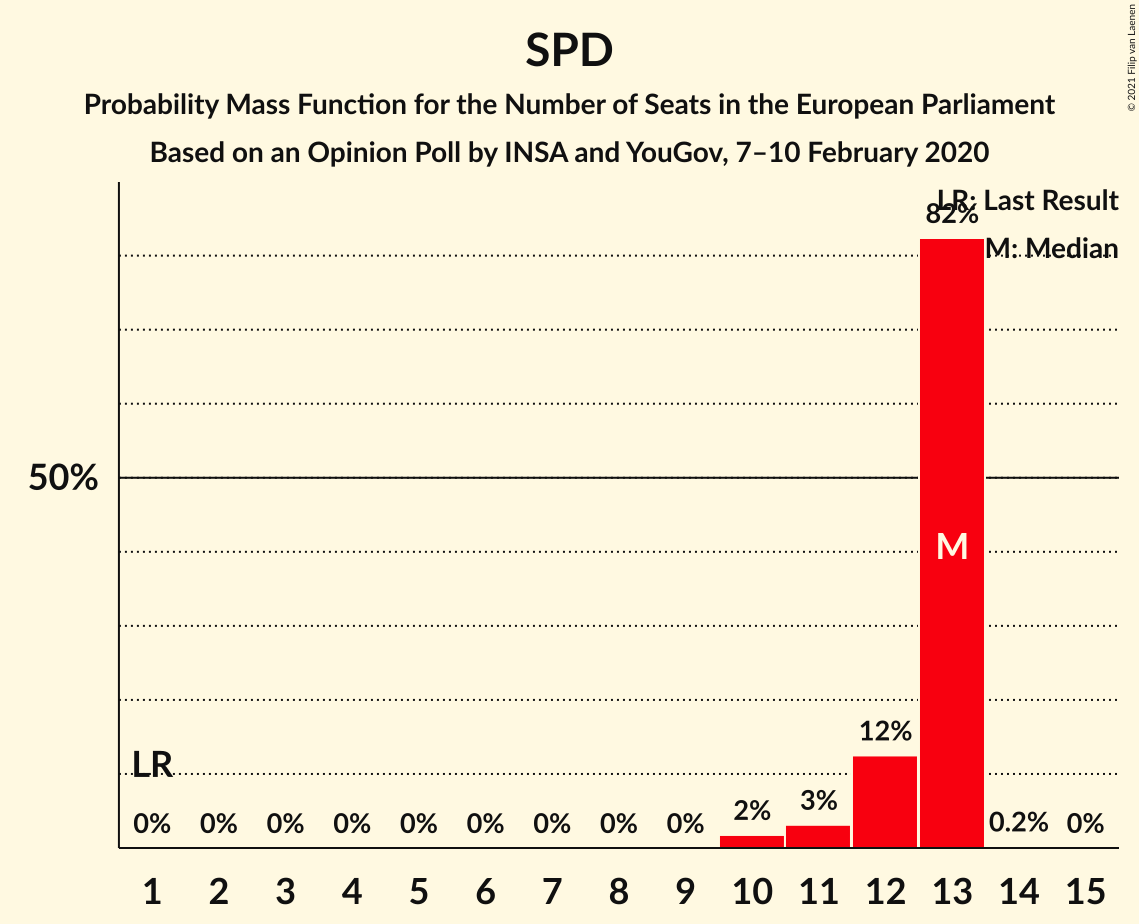 SPD
Probability Mass Function for the Number of Seats in the European Parliament
Based on an Opinion Poll by INSA and YouGov, 7–10 February 2020
© 2021 Filip van Laenen
LR: Last Result
M: Median
82%
50%
M
12%
LR
3%
2%
0% 0% 0% 0% 0% 0% 0% 0% 0% 0.2% 0%
1 2 3 4 5 6 7 8 9 10 11 12 13 14 15